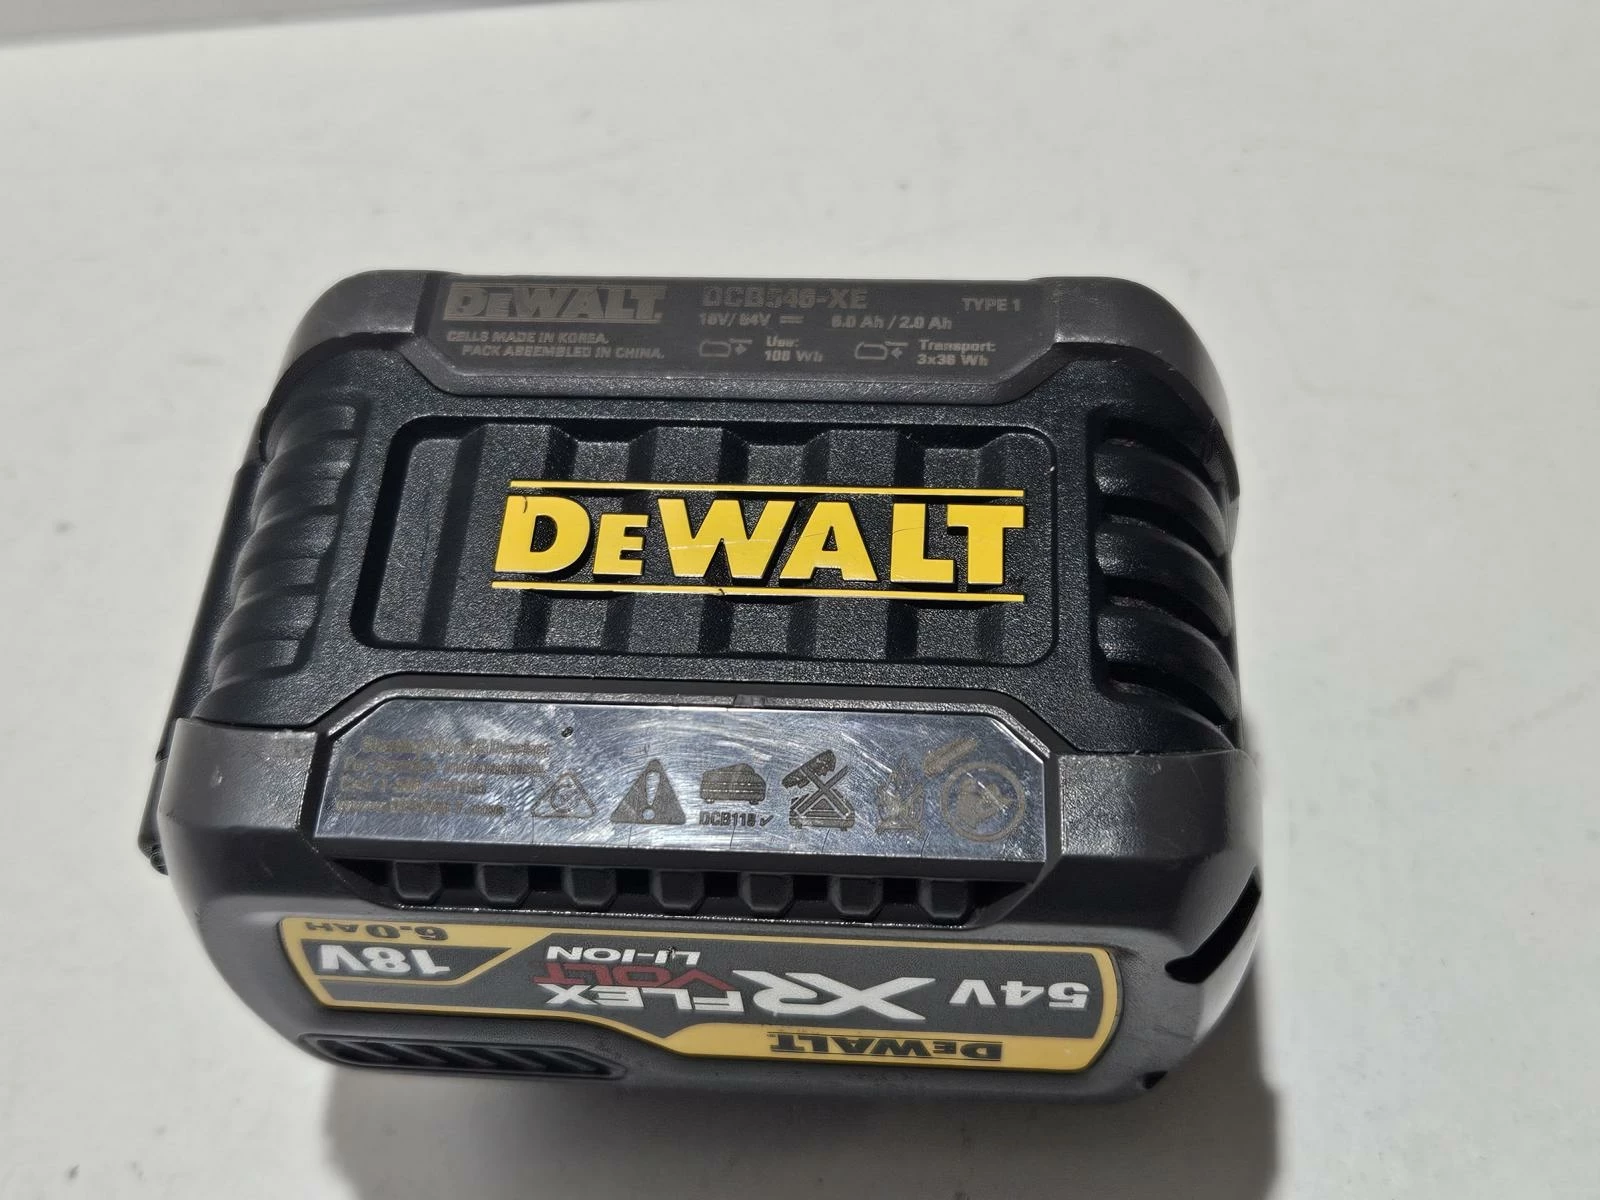 DEWALT
DCB546-XE
TYPE 1
18V/ 54V 6.0 Ah / 2.0 Ah
CELLS MADE IN KOREA.
PACK ASSEMBLED IN CHINA.
Use:
108 Wh
Transport:
3x36 Wh
DEWALT
DCB118
DEWALT
54V XR FLEX
VOLT
LI-ION
18V
6.0AH